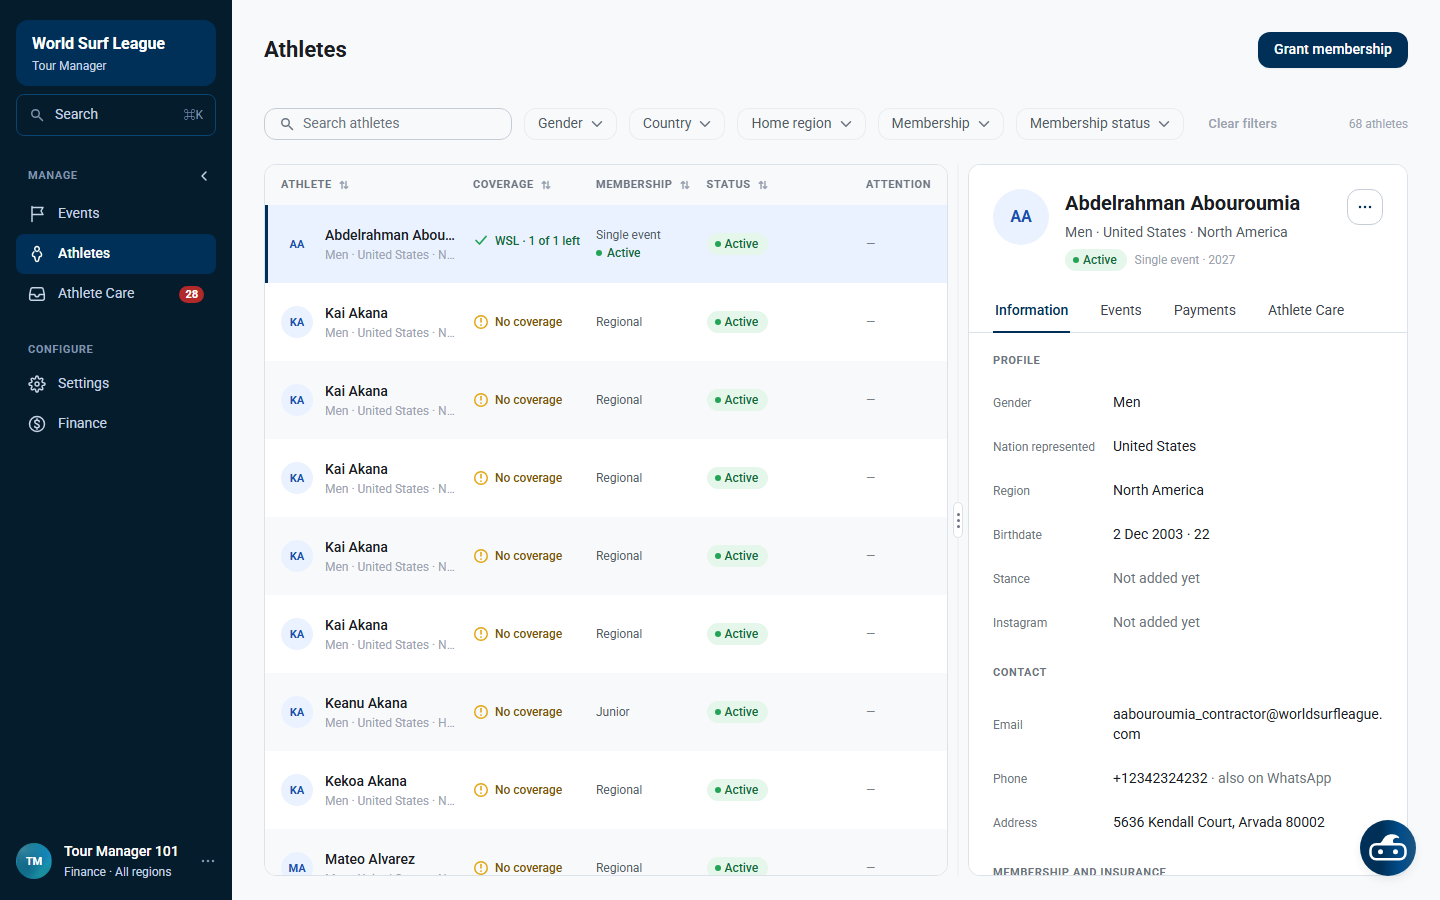 World Surf League
Tour Manager
Search
⌘K
MANAGE
Events
Athletes
Athlete Care
28
CONFIGURE
Settings
Finance
TM
Tour Manager 101
Finance · All regions
Athletes
Grant membership
Search athletes
Gender
Country
Home region
Membership
Membership status
Clear filters
68 athletes
ATHLETE
COVERAGE
MEMBERSHIP
STATUS
ATTENTION
AA
Abdelrahman Abou...
Men · United States · N...
WSL · 1 of 1 left
Single event
Active
Active
—
KA
Kai Akana
Men · United States · N...
No coverage
Regional
Active
—
KA
Kai Akana
Men · United States · N...
No coverage
Regional
Active
—
KA
Kai Akana
Men · United States · N...
No coverage
Regional
Active
—
KA
Kai Akana
Men · United States · N...
No coverage
Regional
Active
—
KA
Kai Akana
Men · United States · N...
No coverage
Regional
Active
—
KA
Keanu Akana
Men · United States · H...
No coverage
Junior
Active
—
KA
Kekoa Akana
Men · United States · N...
No coverage
Regional
Active
—
MA
Mateo Alvarez
No coverage
Regional
Active
—
AA
Abdelrahman Abouroumia
Men · United States · North America
Active
Single event · 2027
Information
Events
Payments
Athlete Care
PROFILE
Gender
Men
Nation represented
United States
Region
North America
Birthdate
2 Dec 2003 · 22
Stance
Not added yet
Instagram
Not added yet
CONTACT
Email
aabouroumia_contractor@worldsurfleague.
com
Phone
+12342324232 · also on WhatsApp
Address
5636 Kendall Court, Arvada 80002
MEMBERSHIP AND INSURANCE